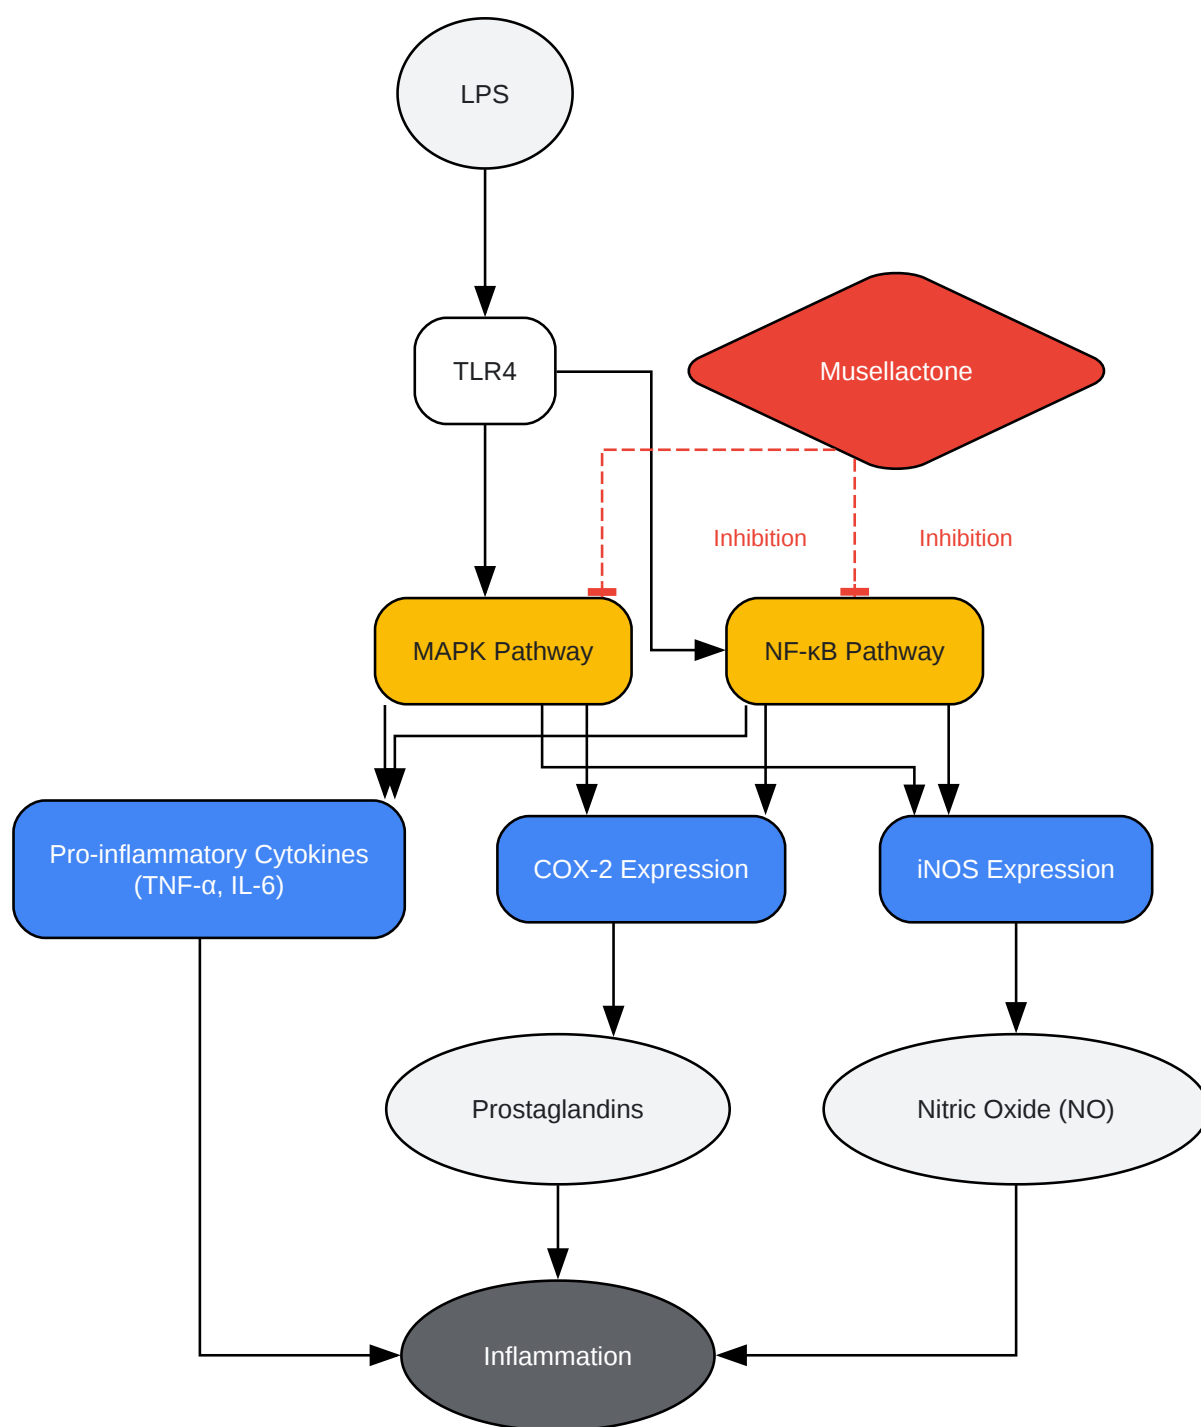 LPS
TLR4
Musellactone
Inhibition
Inhibition
MAPK Pathway
NF-κB Pathway
Pro-inflammatory Cytokines
(TNF-α, IL-6)
COX-2 Expression
iNOS Expression
Prostaglandins
Nitric Oxide (NO)
Inflammation